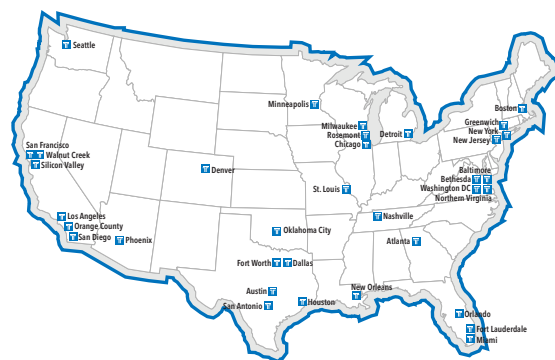 Seattle
Minneapolis
Milwaukee
Rosemont
Chicago
Detroit
Boston
Greenwich
New York
New Jersey
San Francisco
Walnut Creek
Silicon Valley
Denver
St. Louis
Baltimore
Bethesda
Washington DC
Northern Virginia
Los Angeles
Orange County
San Diego
Phoenix
Oklahoma City
Nashville
Atlanta
Fort Worth
Dallas
Austin
San Antonio
Houston
New Orleans
Orlando
Fort Lauderdale
Miami